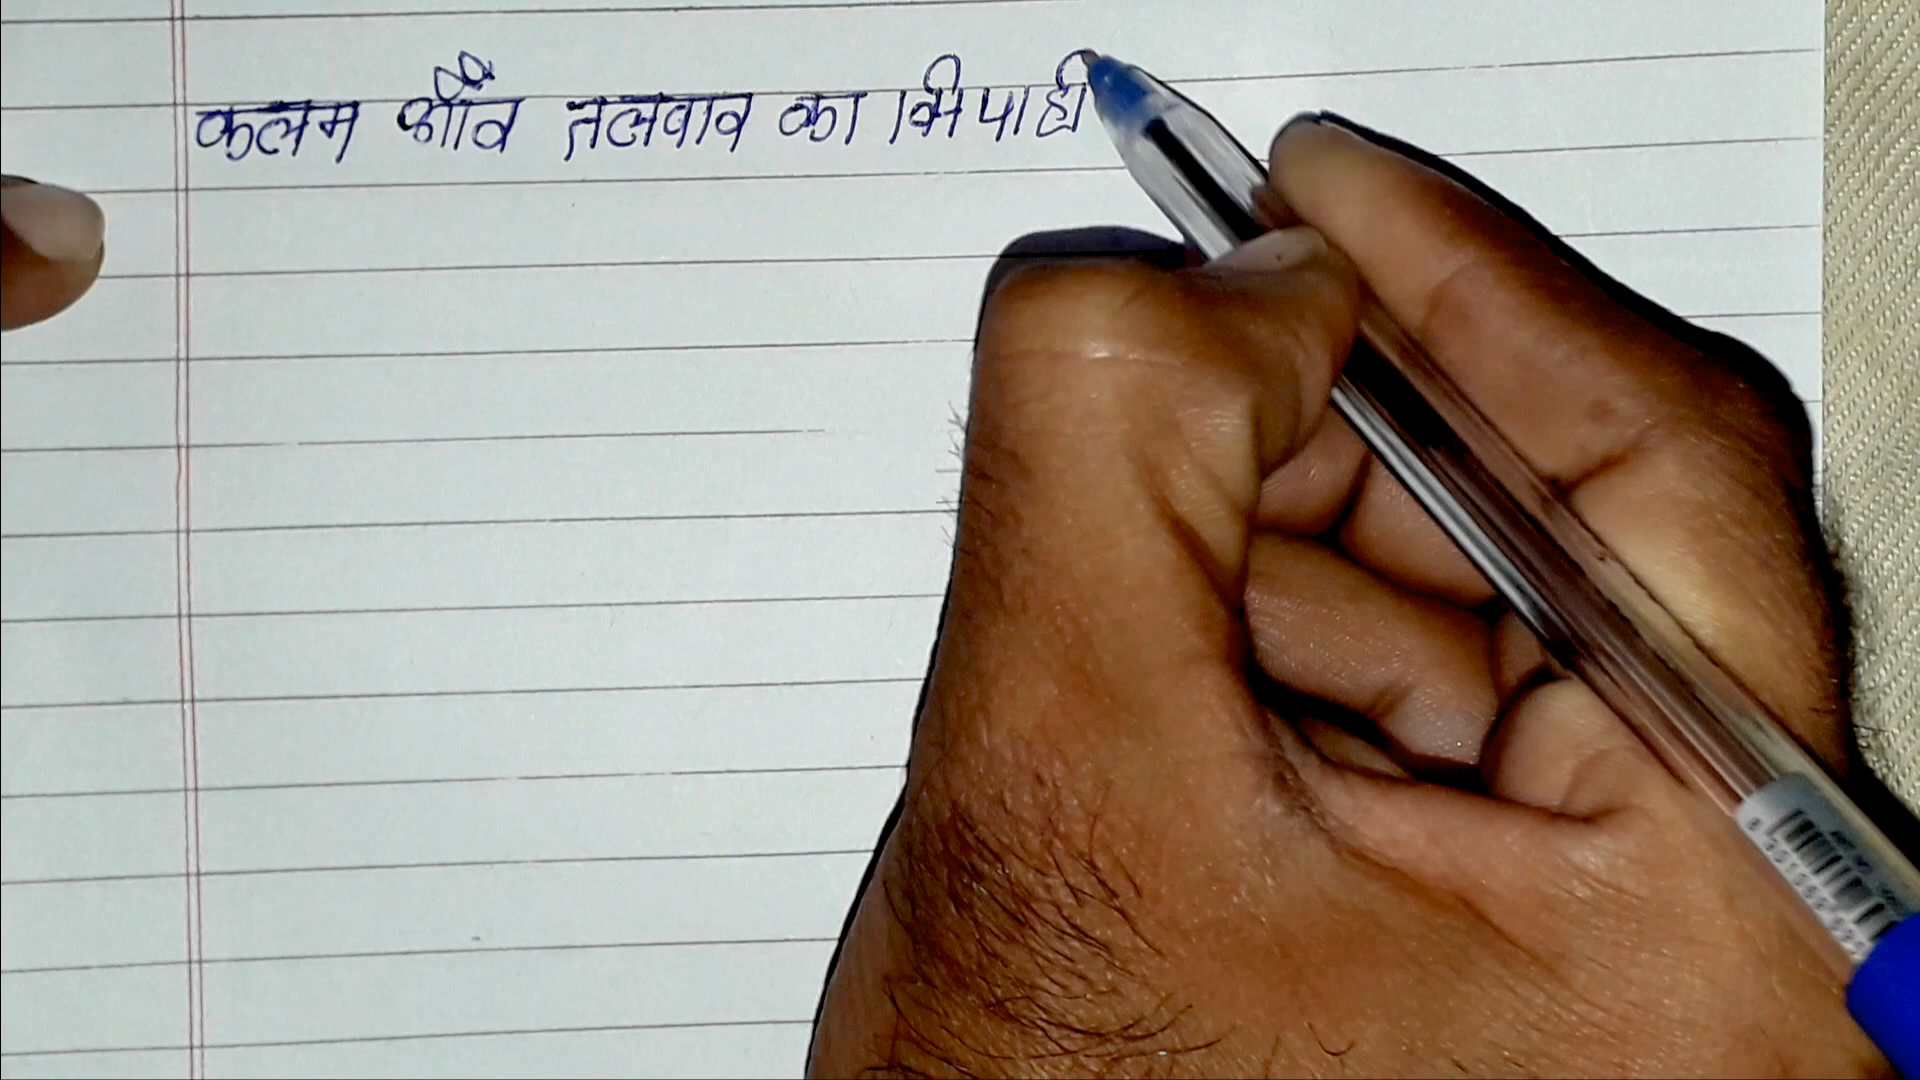 कलम और तलवार का सिपाही